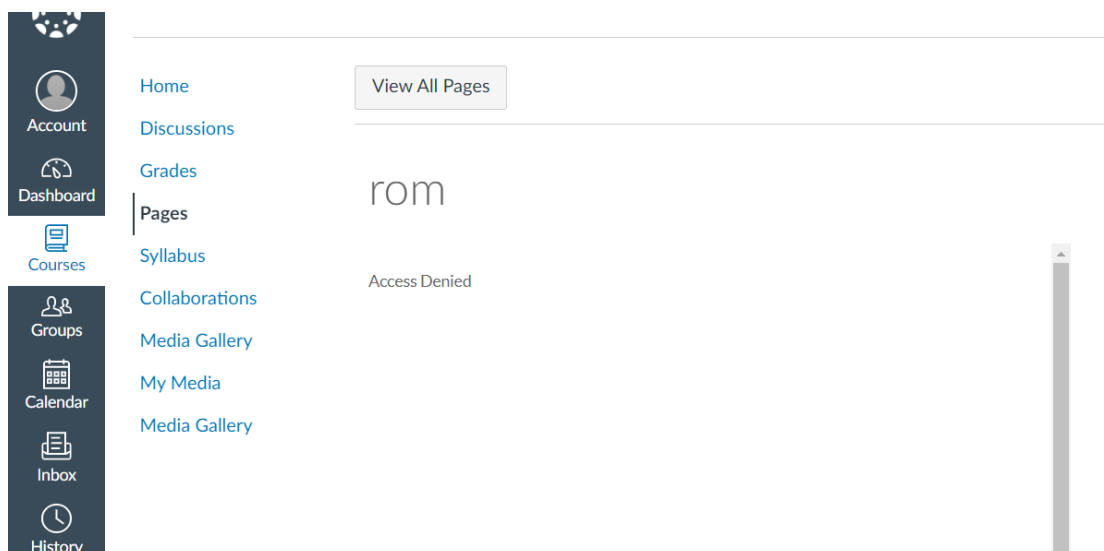 Account
Dashboard
Courses
Groups
Calendar
Inbox
History
Home
Discussions
Grades
Pages
Syllabus
Collaborations
Media Gallery
My Media
Media Gallery
View All Pages
rom
Access Denied